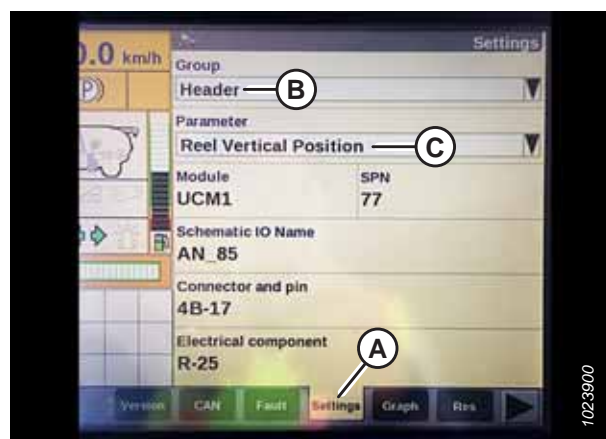 0.0 km/h
Settings
Group
Header
B
Parameter
Reel Vertical Position
C
Module SPN
UCM1 77
Schematic IO Name
AN_85
Connector and pin
4B-17
Electrical component
R-25
A
Version CAN Fault Settings Graph Res
1023900